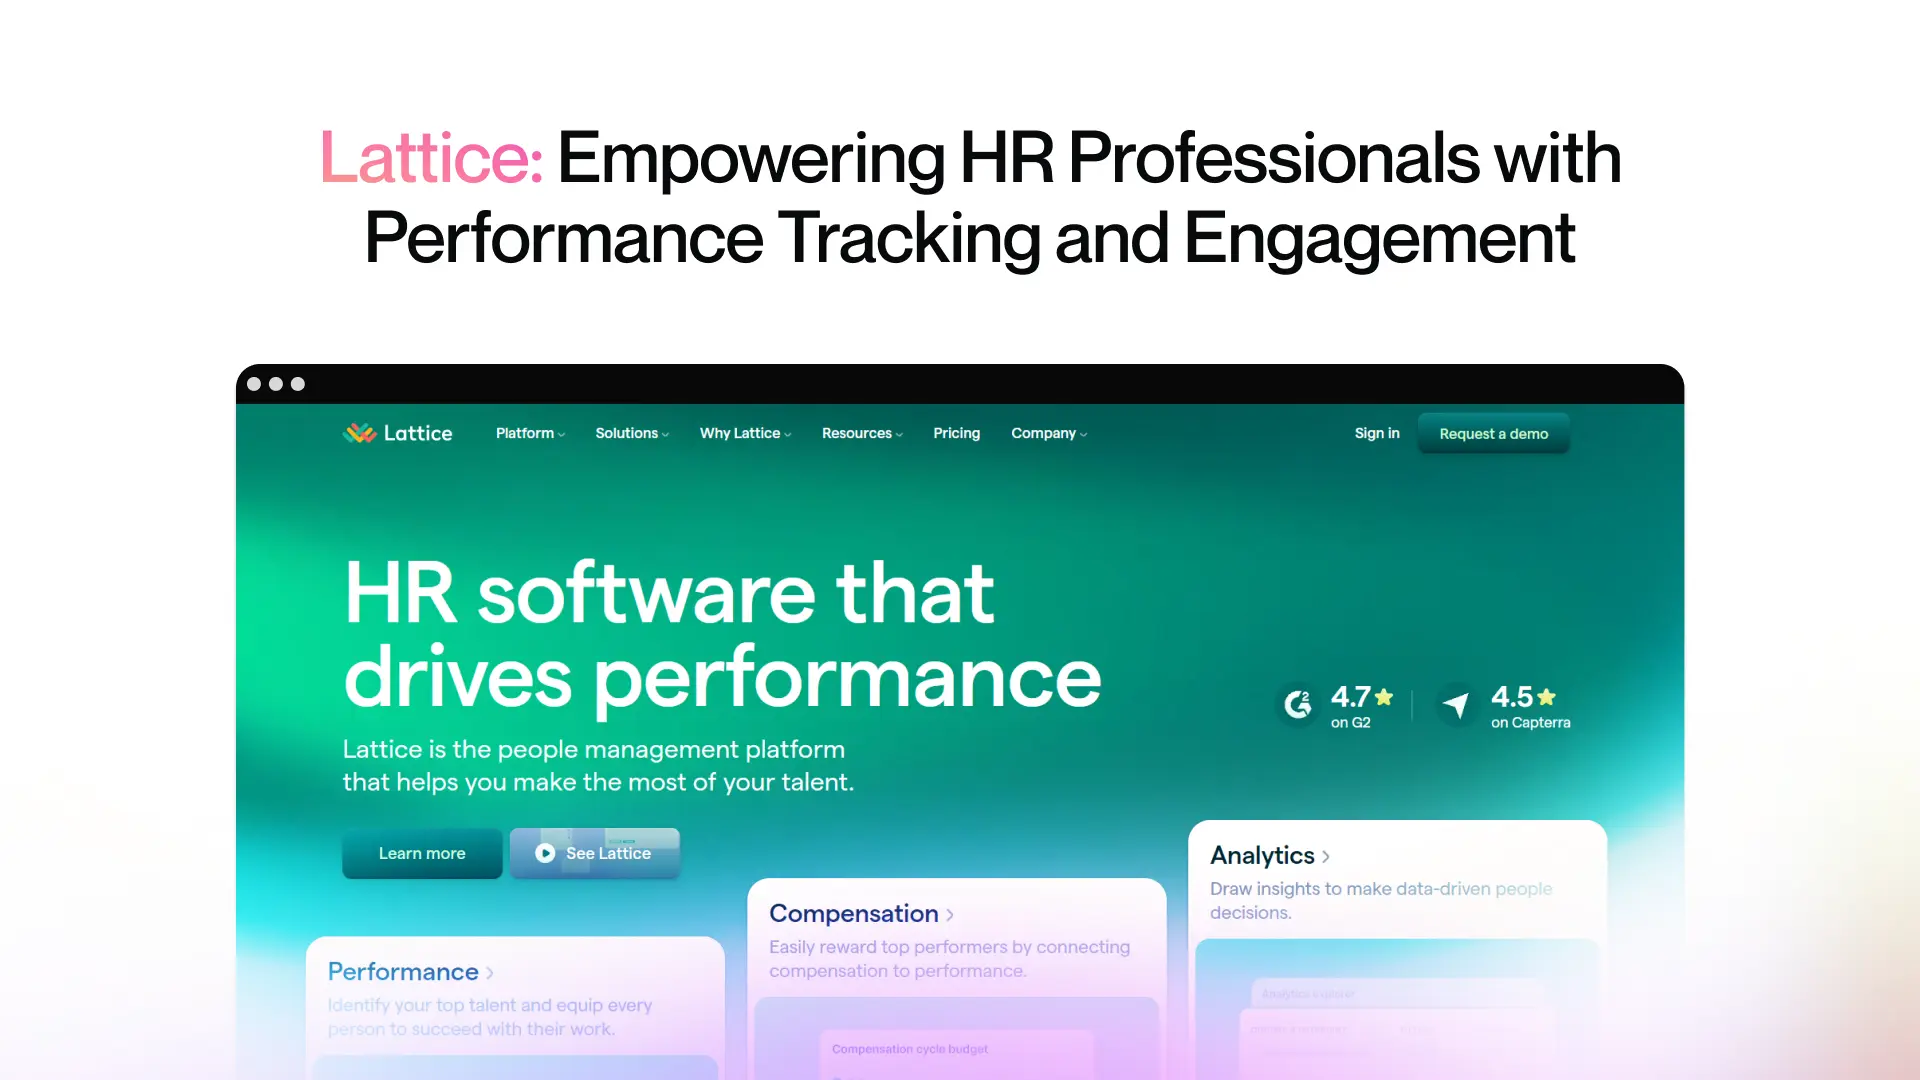 Lattice: Empowering HR Professionals with
Performance Tracking and Engagement
Lattice
Platform
Solutions
Why Lattice
Resources
Pricing
Company
Sign in
Request a demo
HR software that
drives performance
Lattice is the people management platform
that helps you make the most of your talent.
Learn more
See Lattice
G2
4.7
on G2
4.5
on Capterra
Performance
Identify your top talent and equip every
person to succeed with their work.
Compensation
Easily reward top performers by connecting
compensation to performance.
Compensation cycle budget
Analytics
Draw insights to make data-driven people
decisions.
Analytics Explorer